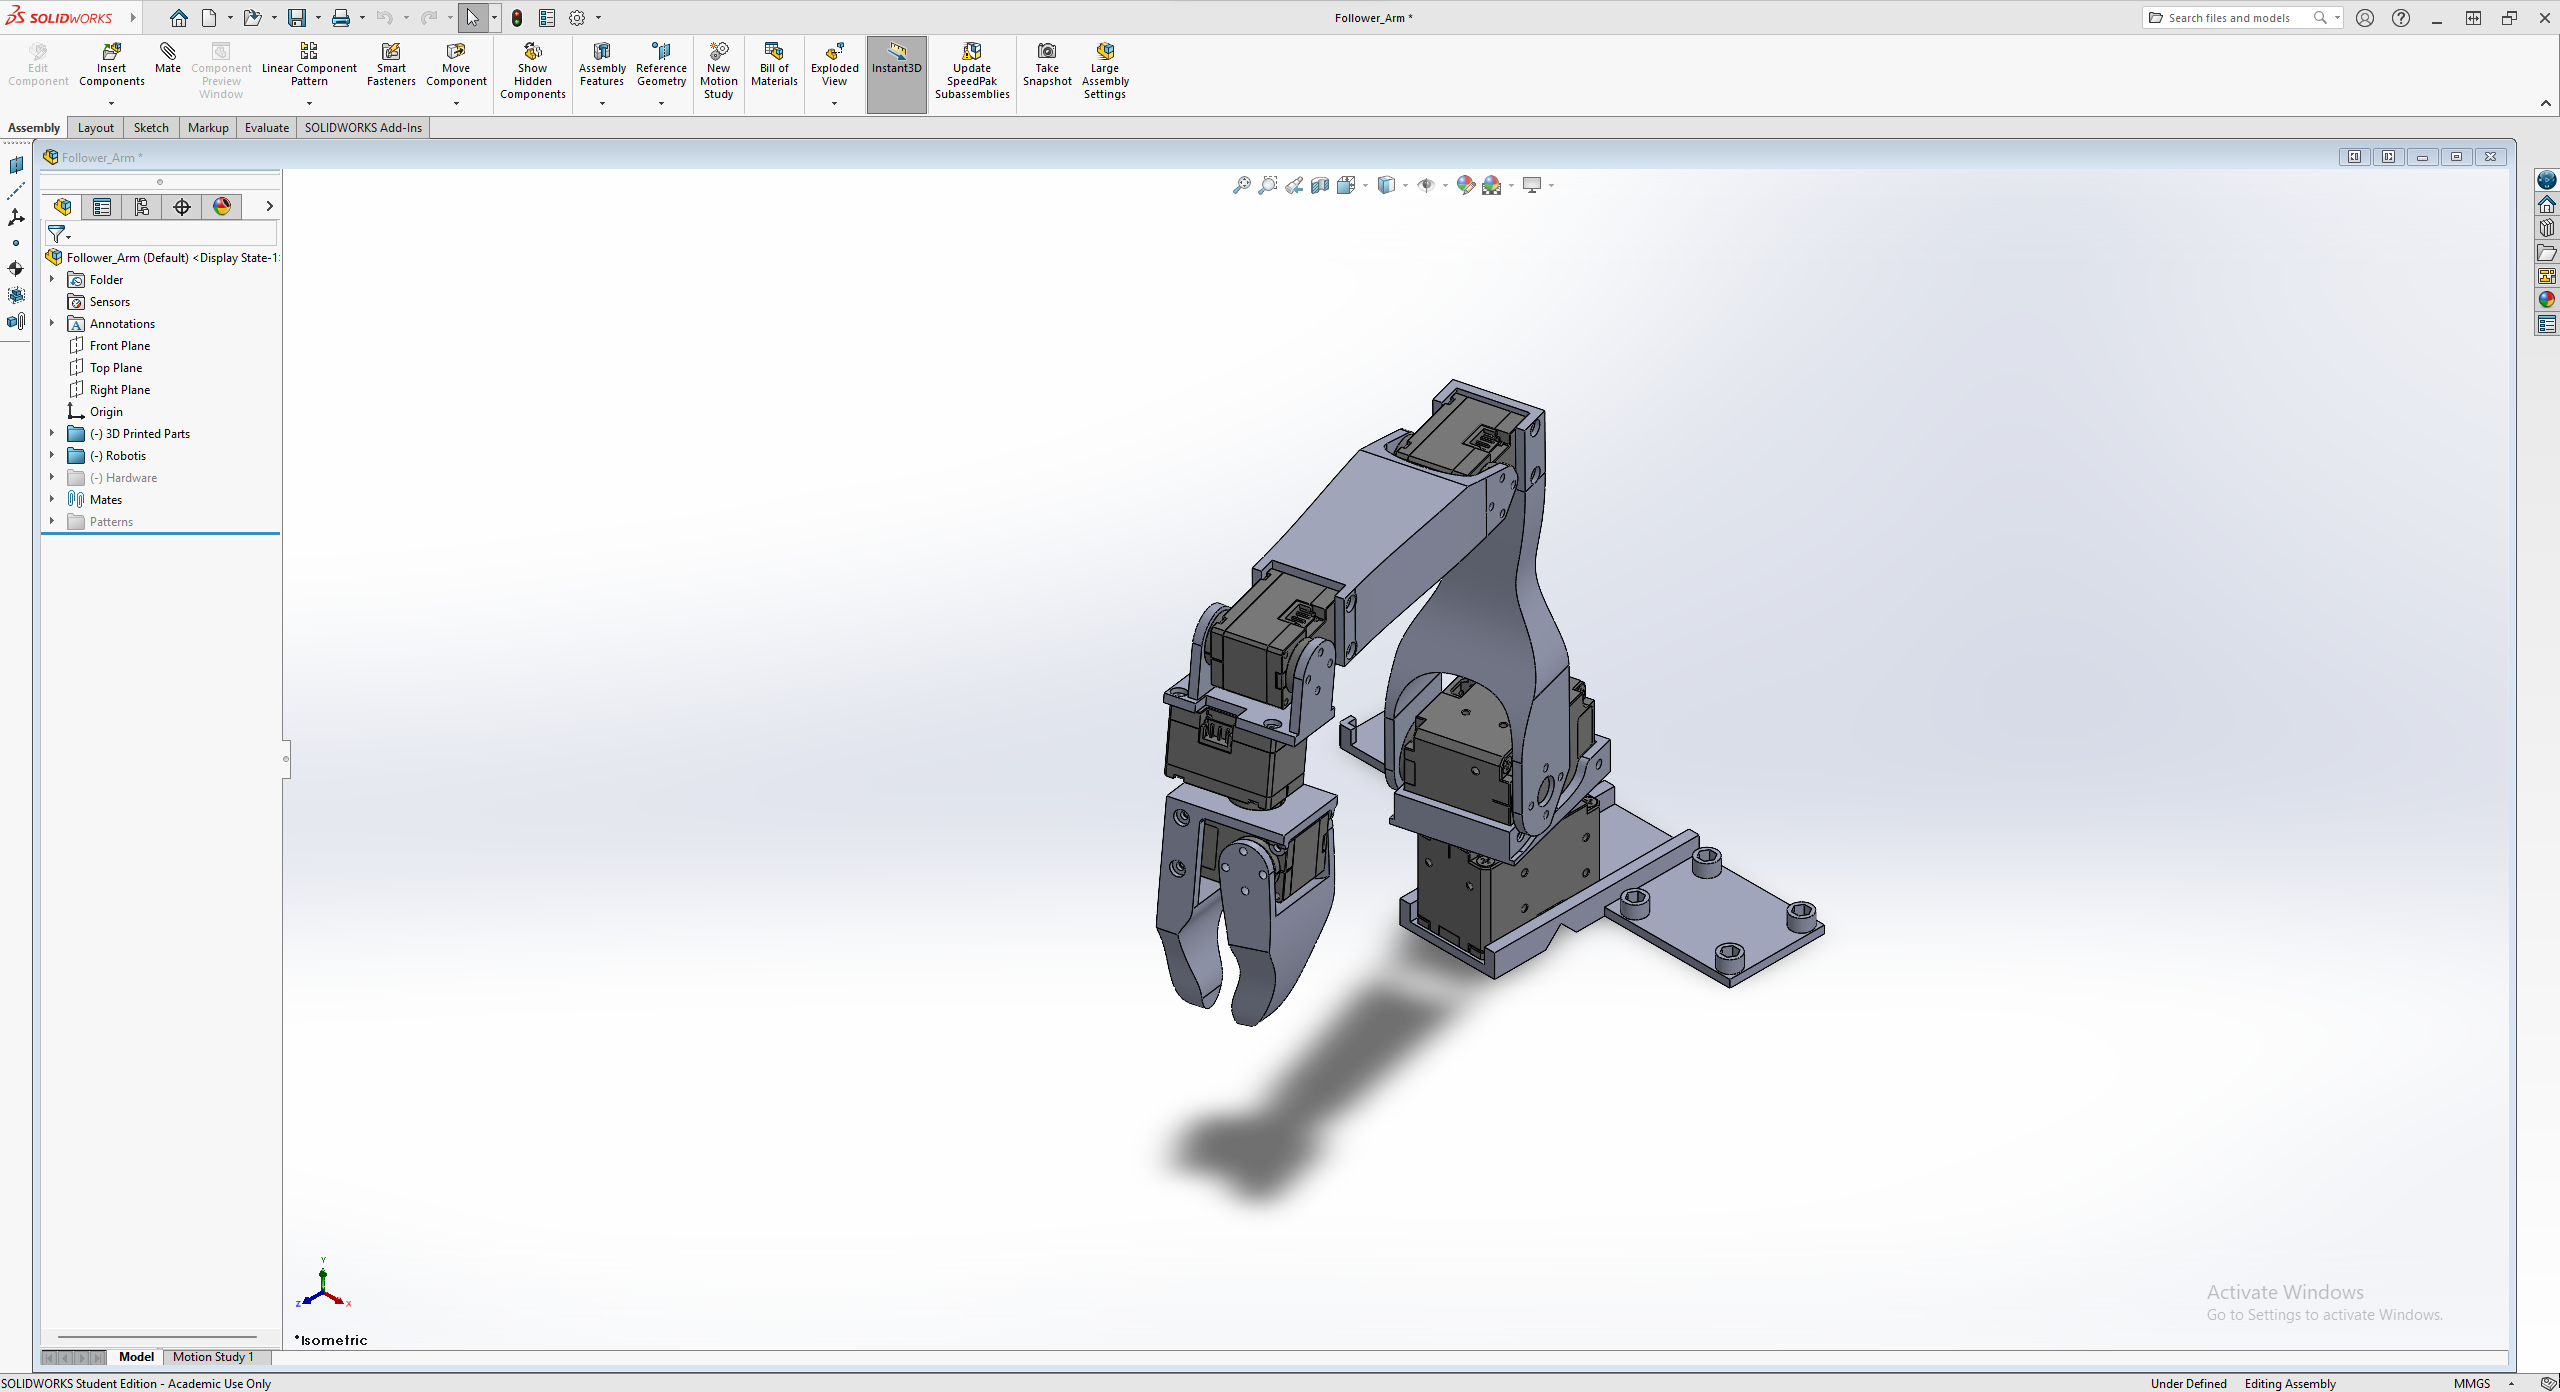 SOLIDWORKS
Follower_Arm *
Search files and models
Edit Component
Insert Components
Mate
Component Preview Window
Linear Component Pattern
Smart Fasteners
Move Component
Show Hidden Components
Assembly Features
Reference Geometry
New Motion Study
Bill of Materials
Exploded View
Instant3D
Update SpeedPak Subassemblies
Take Snapshot
Large Assembly Settings
Assembly
Layout
Sketch
Markup
Evaluate
SOLIDWORKS Add-Ins
Follower_Arm *
Follower_Arm (Default) <Display State-1
Folder
Sensors
Annotations
Front Plane
Top Plane
Right Plane
Origin
(-) 3D Printed Parts
(-) Robotis
(-) Hardware
Mates
Patterns
Y
Z
X
*Isometric
Activate Windows
Go to Settings to activate Windows.
Model
Motion Study 1
SOLIDWORKS Student Edition - Academic Use Only
Under Defined
Editing Assembly
MMGS